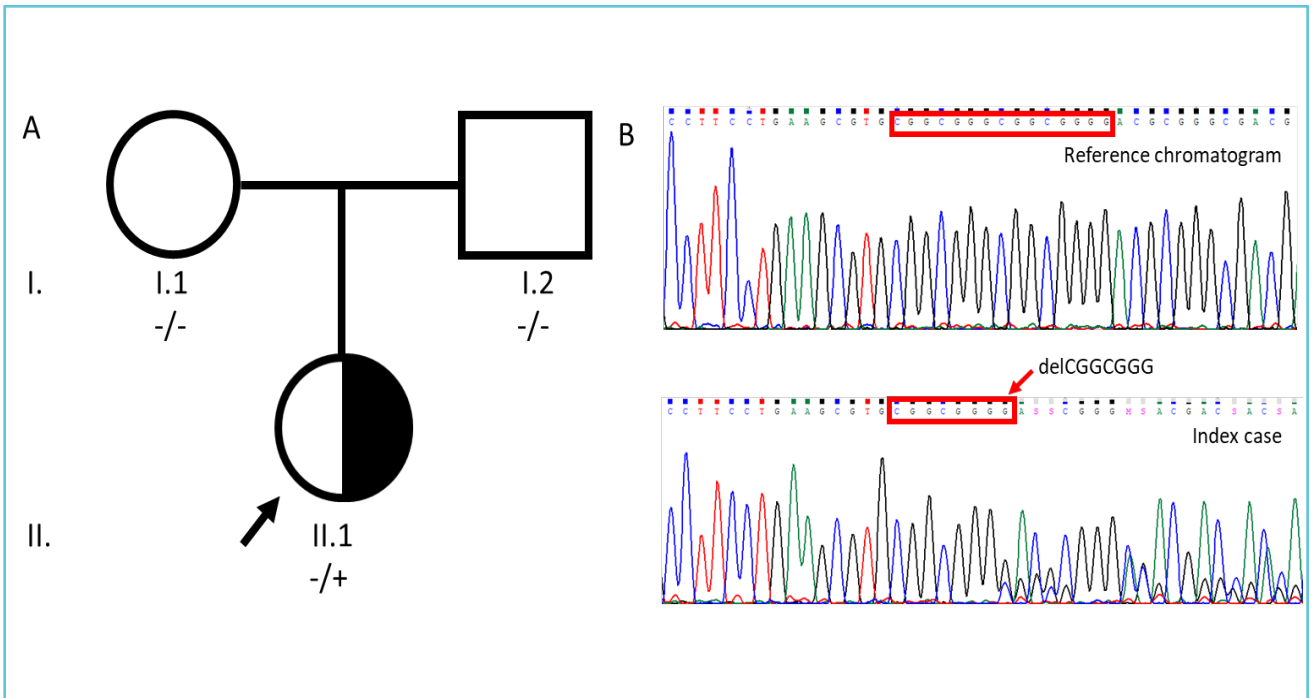 A
B
C C T T C C T G A A G C G T G C G G C G G G C G G C G G G G A C G C G G G C G A C G
Reference chromatogram
I.
I.1
I.2
-/-
-/-
delCGGCGGG
C C T T C C T G A A G C G T G C G G C G G G G A S S C G G G M S A C G A C S A C S A
Index case
II.
II.1
-/+